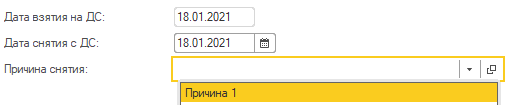 Дата взятия на ДС: 18.01.2021
Дата снятия с ДС: 18.01.2021
Причина снятия:
Причина 1